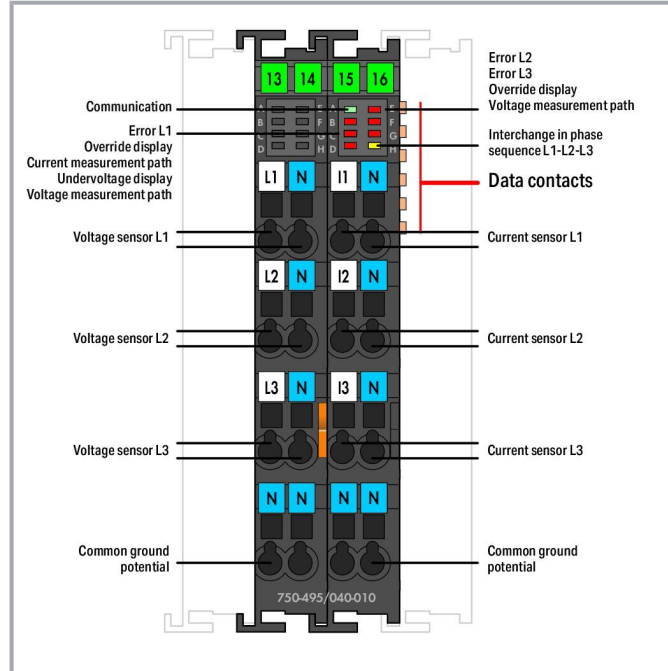 Error L2
Error L3
Override display
Voltage measurement path
Interchange in phase
sequence L1-L2-L3
Data contacts
Communication
Error L1
Override display
Current measurement path
Undervoltage display
Voltage measurement path
13 14 15 16
A E A E
B F B F
C G C G
D H D H
L1 N I1 N
Voltage sensor L1
Current sensor L1
L2 N I2 N
Voltage sensor L2
Current sensor L2
L3 N I3 N
Voltage sensor L3
Current sensor L3
N N N N
Common ground
potential
Common ground
potential
750-495/040-010